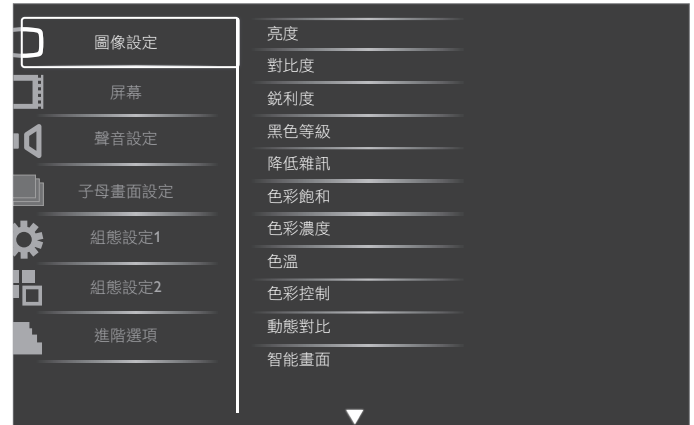 圖像設定
屏幕
聲音設定
子母畫面設定
組態設定1
組態設定2
進階選項
亮度
對比度
鋭利度
黑色等級
降低雜訊
色彩飽和
色彩濃度
色溫
色彩控制
動態對比
智能畫面